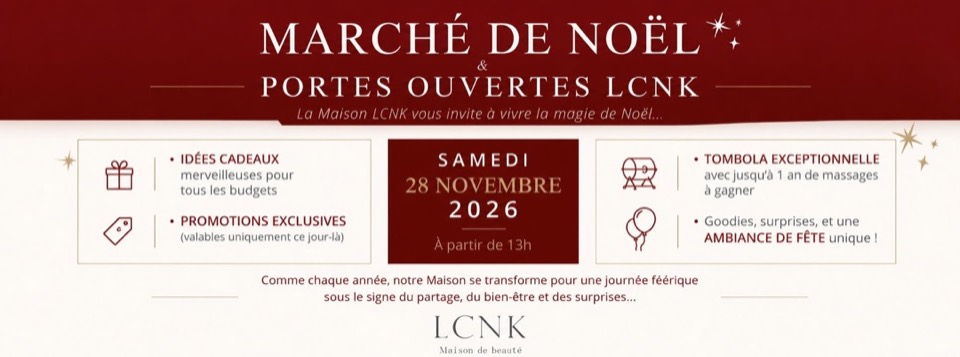 MARCHÉ DE NOËL
&
PORTES OUVERTES LCNK
La Maison LCNK vous invite à vivre la magie de Noël...
• IDÉES CADEAUX
merveilleuses pour
tous les budgets
• PROMOTIONS EXCLUSIVES
(valables uniquement ce jour-là)
SAMEDI
28 NOVEMBRE
2026
À partir de 13h
• TOMBOLA EXCEPTIONNELLE
avec jusqu'à 1 an de massages
à gagner
• Goodies, surprises, et une
AMBIANCE DE FÊTE unique !
Comme chaque année, notre Maison se transforme pour une journée féérique
sous le signe du partage, du bien-être et des surprises...
LCNK
Maison de beauté